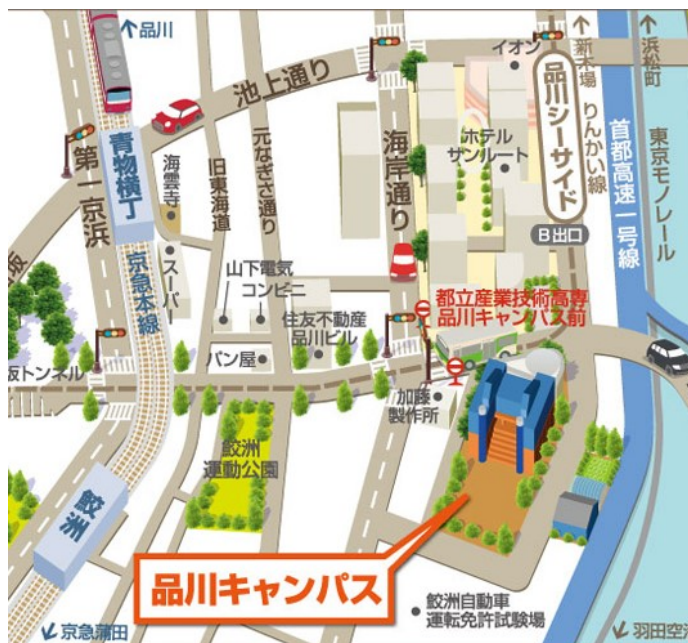 品川
池上通り
イオン
新木場
りんかい線
浜松町
品川シーサイド
首都高速一号線
東京モノレール
第一京浜
青物横丁
海雲寺
旧東海道
元なぎさ通り
海岸通り
ホテル
サンルート
B出口
京急本線
スーパー
山下電気
コンビニ
住友不動産
品川ビル
都立産業技術高専
品川キャンパス前
パン屋
トンネル
加藤
製作所
鮫洲
運動公園
鮫洲
品川キャンパス
鮫洲自動車
運転免許試験場
京急蒲田
羽田空